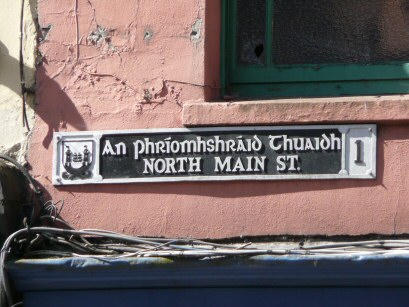 An Phríomhshráid Thuaidh
NORTH MAIN ST.
1